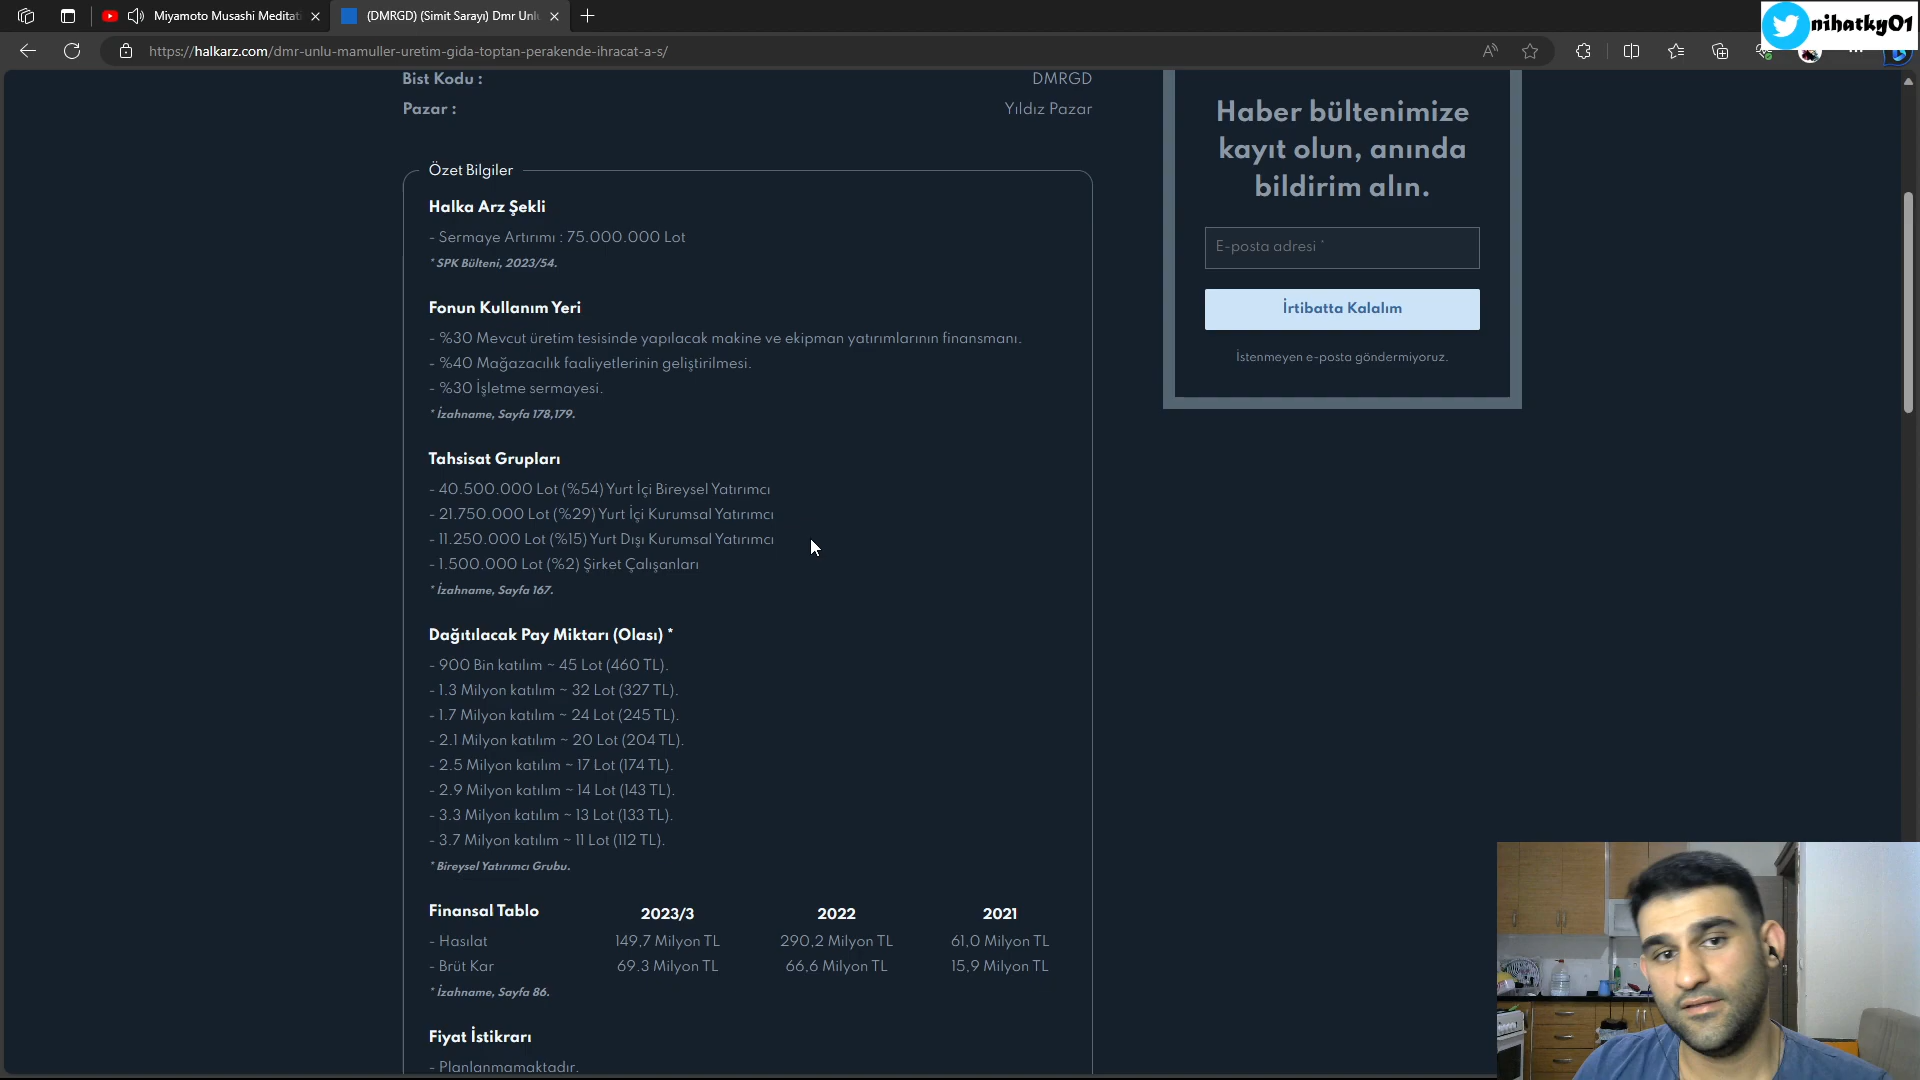 Miyamoto Musashi Meditati
(DMRGD) (Simit Sarayı) Dmr Unlu
nihatky01
https://halkarz.com/dmr-unlu-mamuller-uretim-gida-toptan-perakende-ihracat-a-s/
Bist Kodu :
DMRGD
Pazar :
Yıldız Pazar
Özet Bilgiler
Halka Arz Şekli
- Sermaye Artırımı : 75.000.000 Lot
* SPK Bülteni, 2023/54.
Fonun Kullanım Yeri
- %30 Mevcut üretim tesisinde yapılacak makine ve ekipman yatırımlarının finansmanı.
- %40 Mağazacılık faaliyetlerinin geliştirilmesi.
- %30 İşletme sermayesi.
* İzahname, Sayfa 178,179.
Tahsisat Grupları
- 40.500.000 Lot (%54) Yurt İçi Bireysel Yatırımcı
- 21.750.000 Lot (%29) Yurt İçi Kurumsal Yatırımcı
- 11.250.000 Lot (%15) Yurt Dışı Kurumsal Yatırımcı
- 1.500.000 Lot (%2) Şirket Çalışanları
* İzahname, Sayfa 167.
Dağıtılacak Pay Miktarı (Olası) *
- 900 Bin katılım ~ 45 Lot (460 TL).
- 1.3 Milyon katılım ~ 32 Lot (327 TL).
- 1.7 Milyon katılım ~ 24 Lot (245 TL).
- 2.1 Milyon katılım ~ 20 Lot (204 TL).
- 2.5 Milyon katılım ~ 17 Lot (174 TL).
- 2.9 Milyon katılım ~ 14 Lot (143 TL).
- 3.3 Milyon katılım ~ 13 Lot (133 TL).
- 3.7 Milyon katılım ~ 11 Lot (112 TL).
* Bireysel Yatırımcı Grubu.
Finansal Tablo 2023/3 2022 2021
- Hasılat 149,7 Milyon TL 290,2 Milyon TL 61,0 Milyon TL
- Brüt Kar 69.3 Milyon TL 66,6 Milyon TL 15,9 Milyon TL
* İzahname, Sayfa 86.
Fiyat İstikrarı
- Planlanmamaktadır.
Haber bültenimize
kayıt olun, anında
bildirim alın.
E-posta adresi *
İrtibatta Kalalım
İstenmeyen e-posta göndermiyoruz.